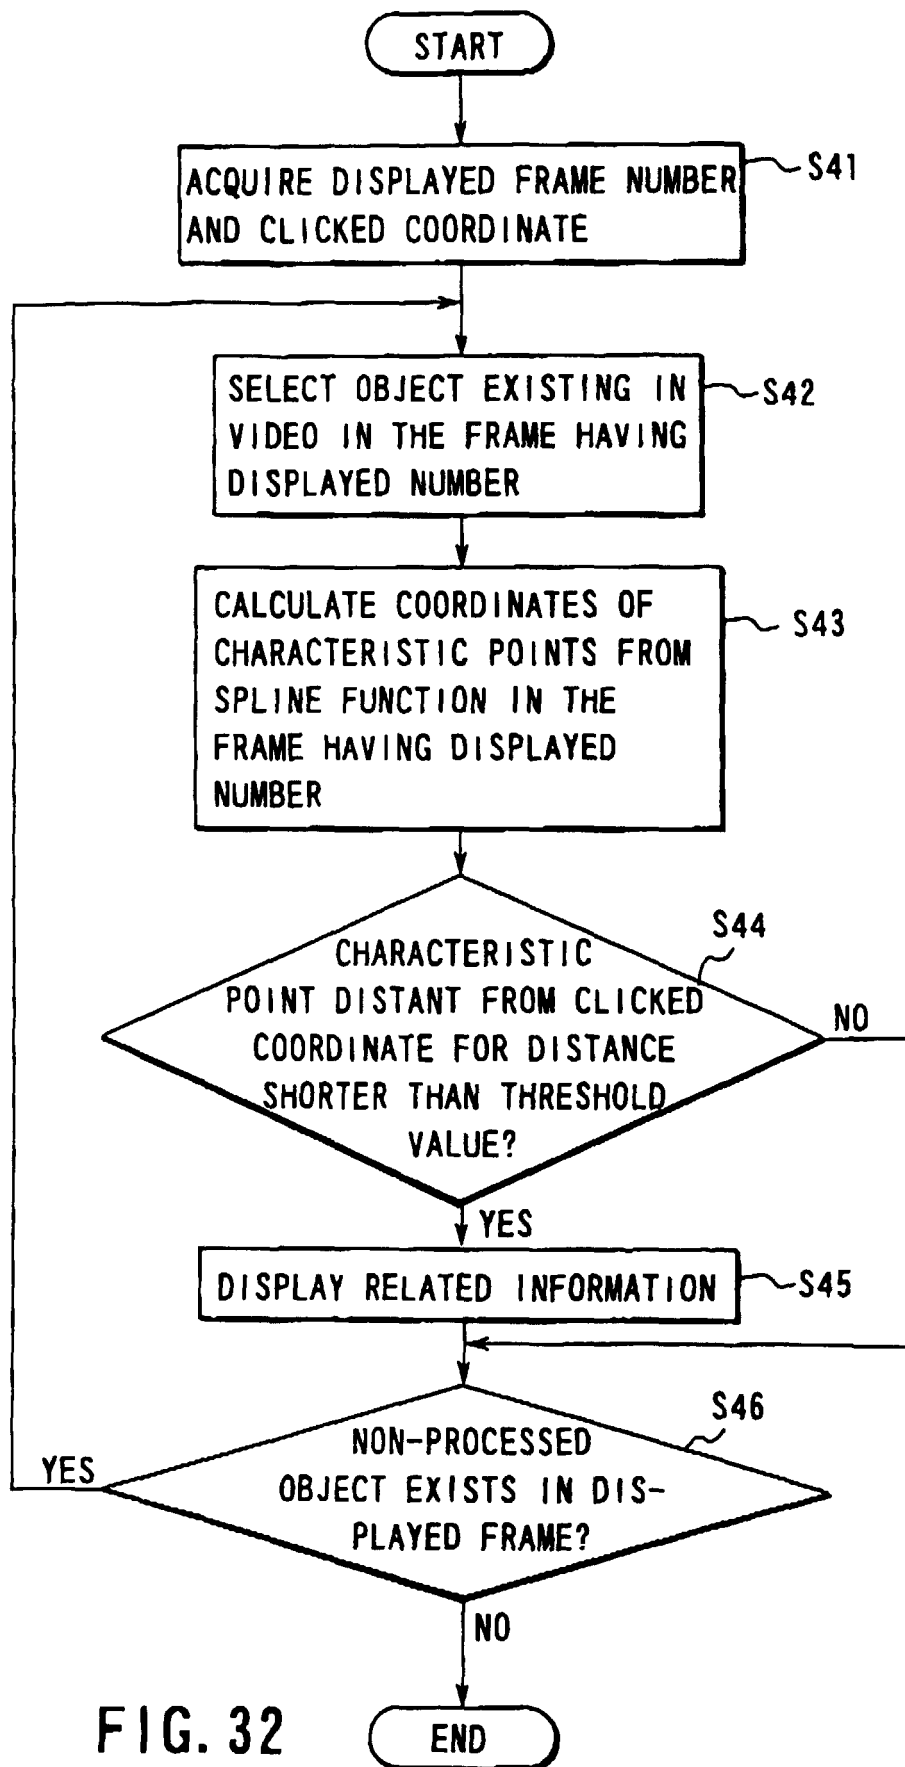 START
ACQUIRE DISPLAYED FRAME NUMBER
AND CLICKED COORDINATE
S41
SELECT OBJECT EXISTING IN
VIDEO IN THE FRAME HAVING
DISPLAYED NUMBER
S42
CALCULATE COORDINATES OF
CHARACTERISTIC POINTS FROM
SPLINE FUNCTION IN THE
FRAME HAVING DISPLAYED
NUMBER
S43
CHARACTERISTIC
POINT DISTANT FROM CLICKED
COORDINATE FOR DISTANCE
SHORTER THAN THRESHOLD
VALUE?
S44
NO
YES
DISPLAY RELATED INFORMATION
S45
NON-PROCESSED
OBJECT EXISTS IN DIS-
PLAYED FRAME?
S46
YES
NO
END
FIG. 32